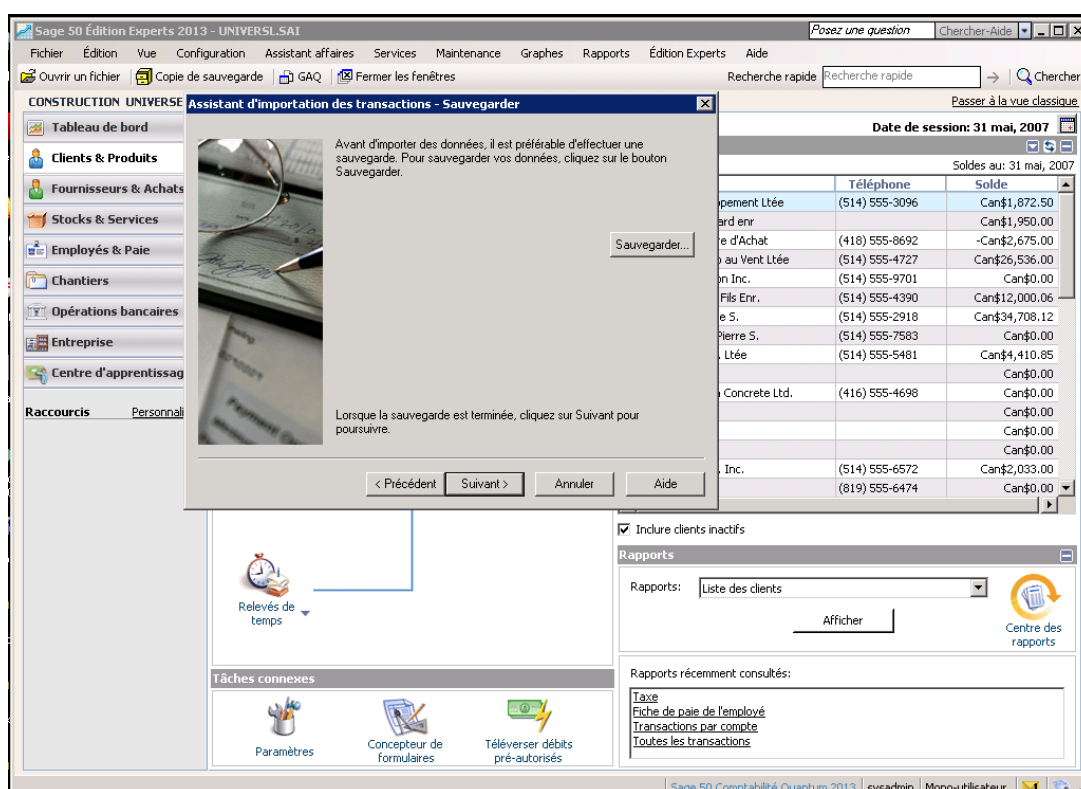 Sage 50 Édition Experts 2013 - UNIVERSL.SAI
Posez une question
Chercher-Aide
Fichier Édition Vue Configuration Assistant affaires Services Maintenance Graphes Rapports Édition Experts Aide
Ouvrir un fichier Copie de sauvegarde GAQ Fermer les fenêtres
Recherche rapide Recherche rapide Chercher
CONSTRUCTION UNIVERSE
Passer à la vue classique
Tableau de bord
Clients & Produits
Fournisseurs & Achats
Stocks & Services
Employés & Paie
Chantiers
Opérations bancaires
Entreprise
Centre d'apprentissag
Raccourcis Personnali
Assistant d'importation des transactions - Sauvegarder
Avant d'importer des données, il est préférable d'effectuer une
sauvegarde. Pour sauvegarder vos données, cliquez sur le bouton
Sauvegarder.
Sauvegarder...
Lorsque la sauvegarde est terminée, cliquez sur Suivant pour
poursuivre.
< Précédent Suivant > Annuler Aide
Date de session: 31 mai, 2007
Soldes au: 31 mai, 2007
Téléphone Solde
ppement Ltée (514) 555-3096 Can$1,872.50
ard enr Can$1,950.00
re d'Achat (418) 555-8692 -Can$2,675.00
au Vent Ltée (514) 555-4727 Can$26,536.00
on Inc. (514) 555-9701 Can$0.00
Fils Enr. (514) 555-4390 Can$12,000.06
e S. (514) 555-2918 Can$34,708.12
Pierre S. (514) 555-7583 Can$0.00
. Ltée (514) 555-5481 Can$4,410.85
Can$0.00
Concrete Ltd. (416) 555-4698 Can$0.00
Can$0.00
Can$0.00
Can$0.00
. Inc. (514) 555-6572 Can$2,033.00
(819) 555-6474 Can$0.00
Inclure clients inactifs
Relevés de
temps
Tâches connexes
Paramètres
Concepteur de
formulaires
Téléverser débits
pré-autorisés
Rapports
Rapports: Liste des clients
Afficher
Centre des
rapports
Rapports récemment consultés:
Taxe
Fiche de paie de l'employé
Transactions par compte
Toutes les transactions
Sage 50 Comptabilité Quantum 2013 sysadmin Mono-utilisateur